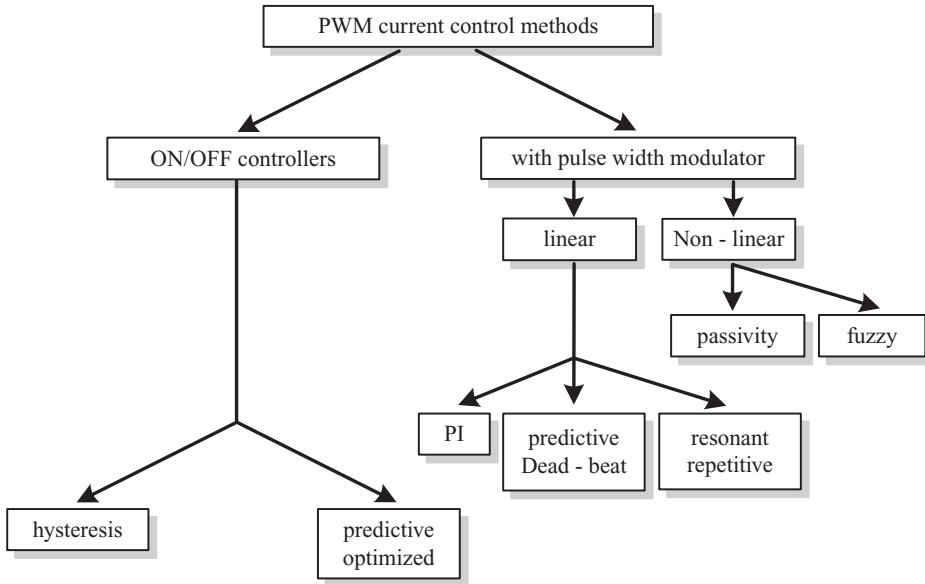 PWM current control methods
ON/OFF controllers
with pulse width modulator
linear
Non - linear
passivity
fuzzy
PI
predictive
Dead - beat
resonant
repetitive
hysteresis
predictive
optimized